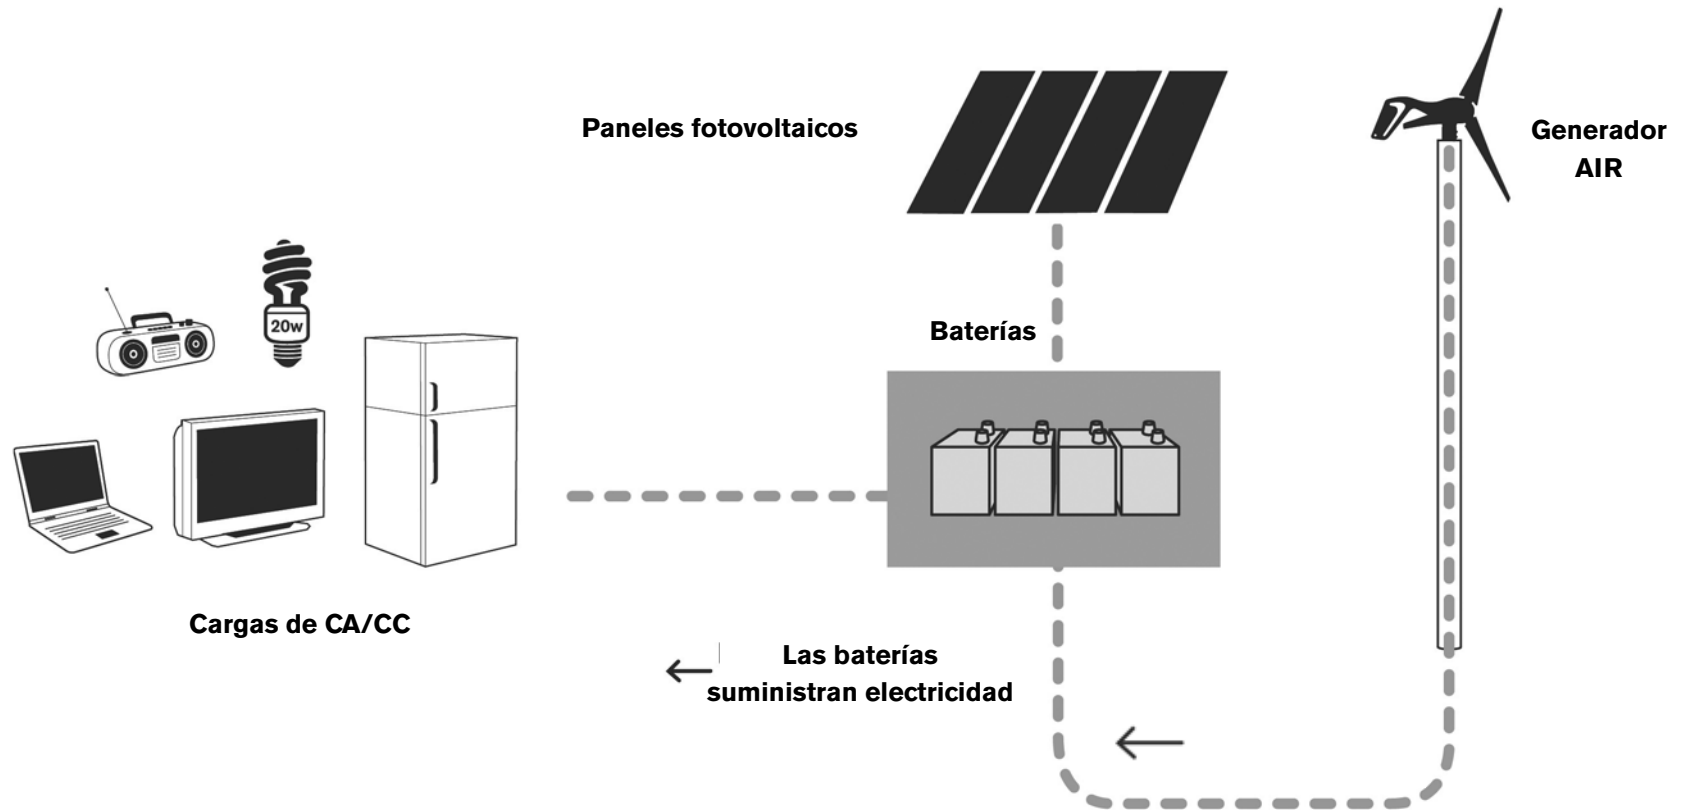 Paneles fotovoltaicos
Generador
AIR
20w
Baterías
Cargas de CA/CC
Las baterías
suministran electricidad